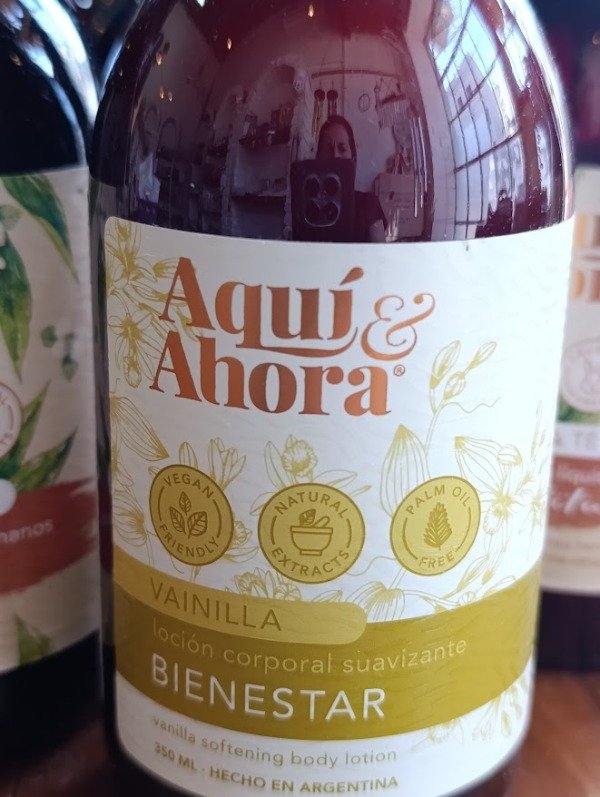 Aquí &
Ahora®
VEGAN
FRIENDLY
NATURAL
EXTRACTS
PALM OIL
FREE
VAINILLA
loción corporal suavizante
BIENESTAR
vanilla softening body lotion
350 ML · HECHO EN ARGENTINA